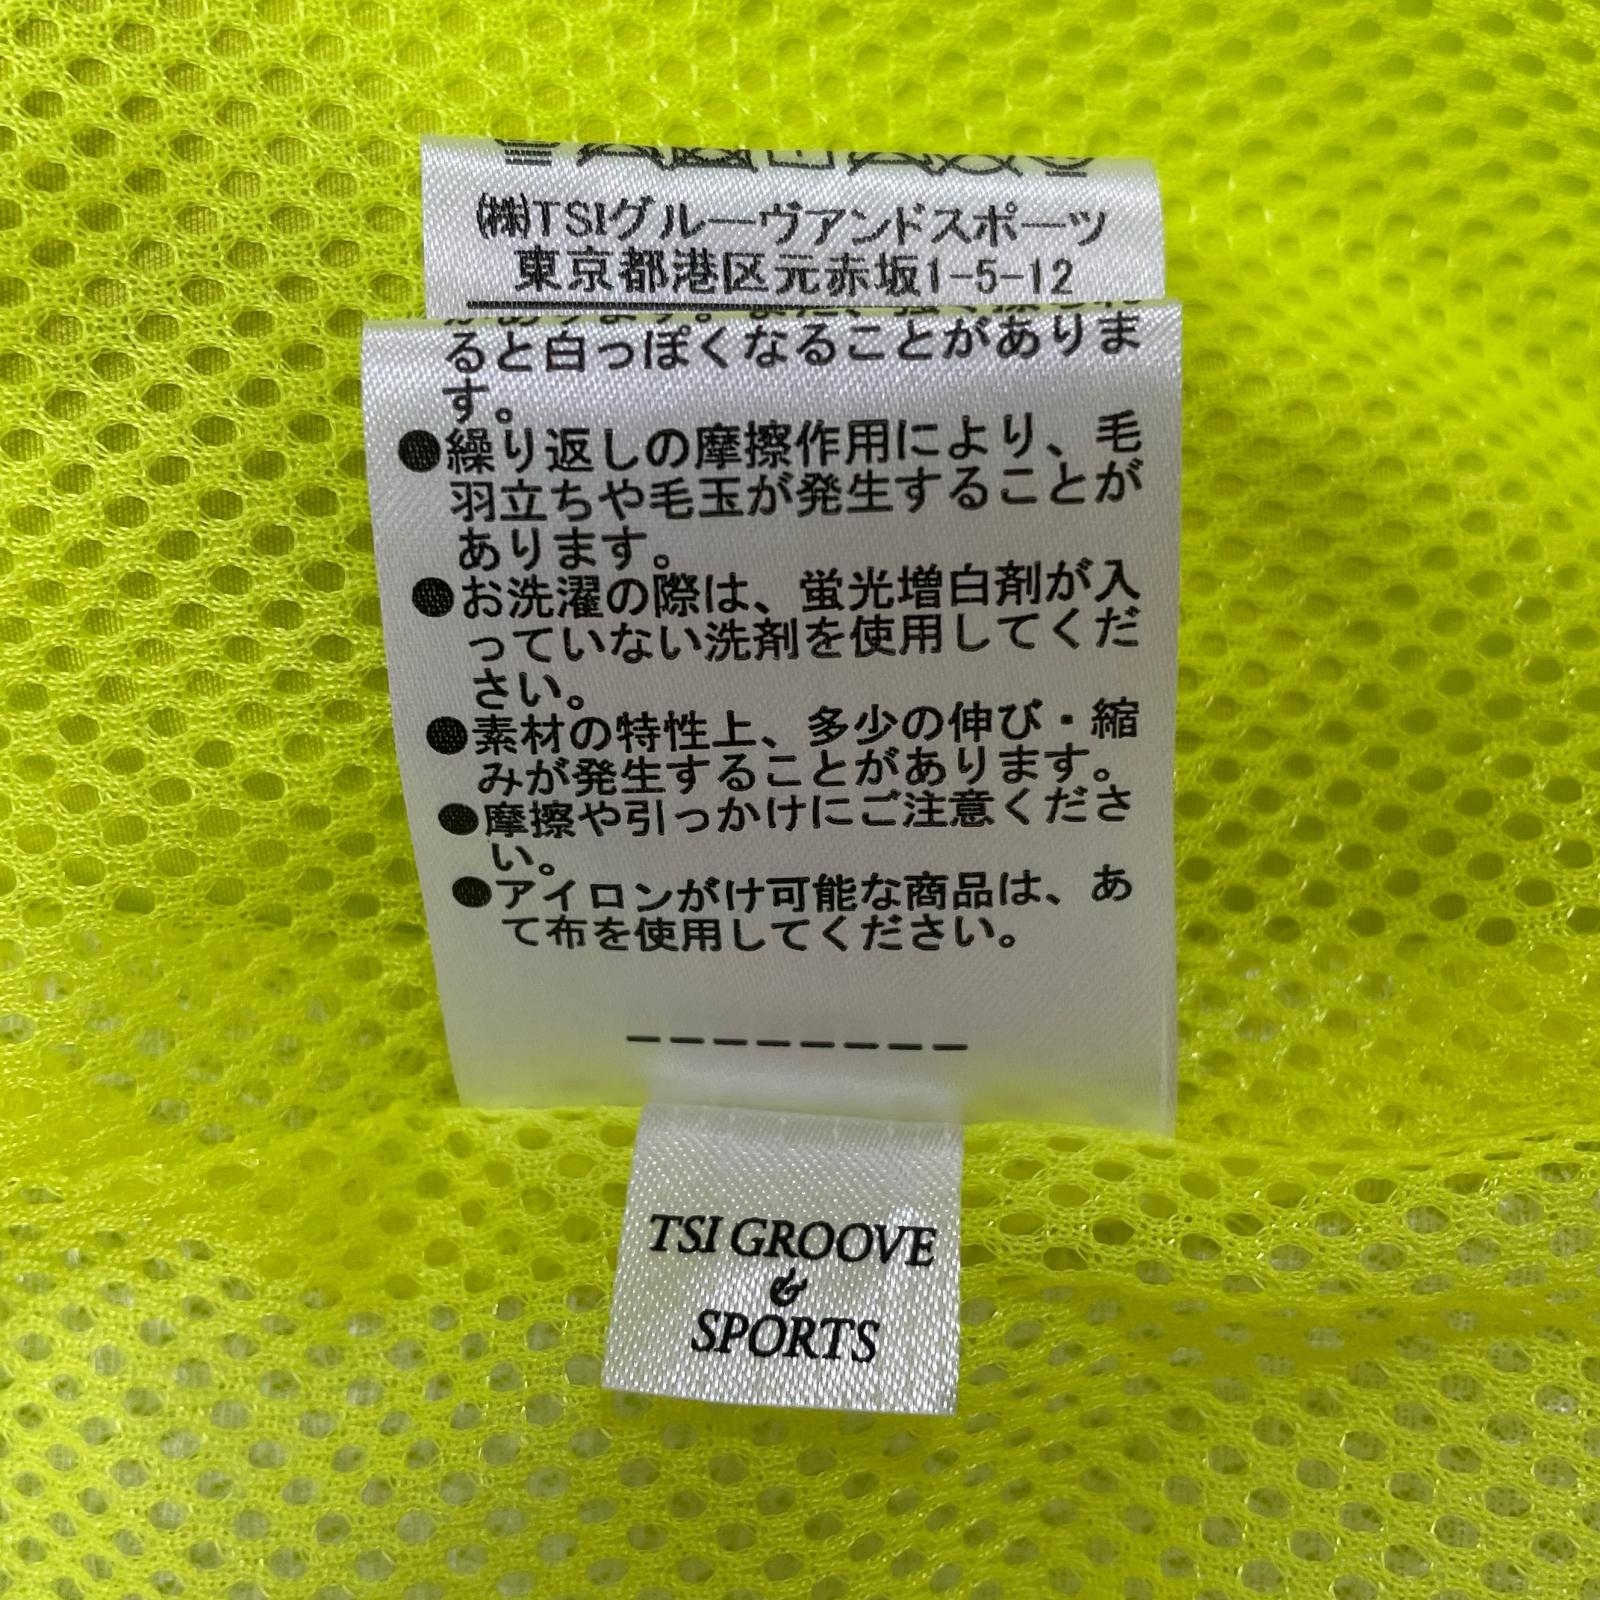 ㈱TSIグルーヴアンドスポーツ
東京都港区元赤坂1-5-12
ると白っぽくなることがありま
す。
●繰り返しの摩擦作用により、毛
羽立ちや毛玉が発生することが
あります。
●お洗濯の際は、蛍光増白剤が入
っていない洗剤を使用してくだ
さい。
●素材の特性上、多少の伸び・縮
みが発生することがあります。
●摩擦や引っかけにご注意くださ
い。
●アイロンがけ可能な商品は、あ
て布を使用してください。
TSI GROOVE
&
SPORTS